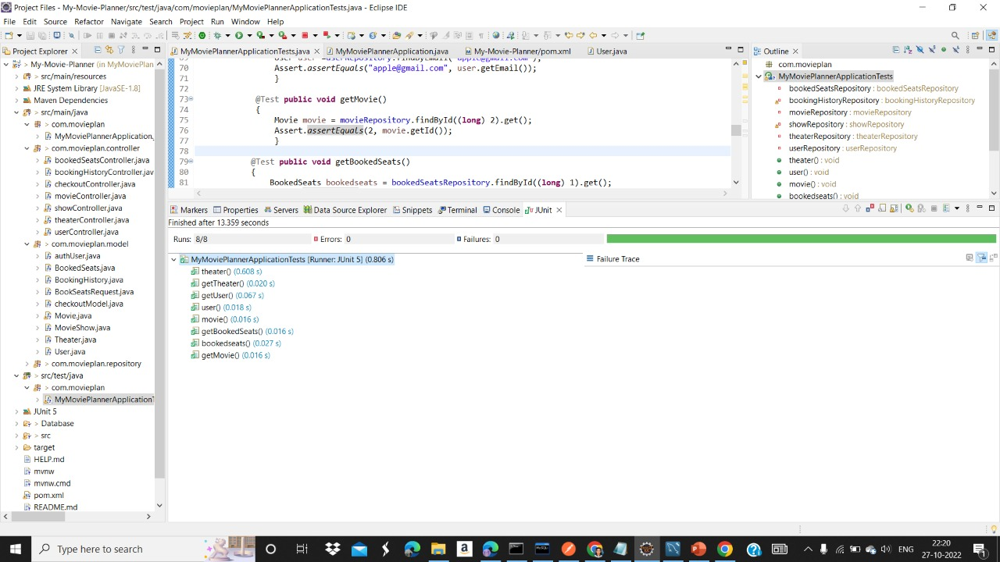 Project Files - My-Movie-Planner/src/test/java/com/movieplan/MyMoviePlannerApplicationTests.java - Eclipse IDE
File Edit Source Refactor Navigate Search Project Run Window Help
Project Explorer
My-Movie-Planner (in MyMoviePlan
src/main/resources
JRE System Library [JavaSE-1.8]
Maven Dependencies
src/main/java
com.movieplan
MyMoviePlannerApplication.
com.movieplan.controller
bookedSeatsController.java
bookingHistoryController.jav
checkoutController.java
movieController.java
showController.java
theaterController.java
userController.java
com.movieplan.model
authUser.java
BookedSeats.java
BookingHistory.java
BookSeatsRequest.java
checkoutModel.java
Movie.java
MovieShow.java
Theater.java
User.java
com.movieplan.repository
src/test/java
com.movieplan
MyMoviePlannerApplicationT
JUnit 5
Database
src
target
HELP.md
mvnw
mvnw.cmd
pom.xml
README.md
MyMoviePlannerApplicationTests.java MyMoviePlannerApplication.java My-Movie-Planner/pom.xml User.java
69 User user =userRepository.findByEmail("apple@gmail.com");
70 Assert.assertEquals("apple@gmail.com", user.getEmail());
71 }
72
73 @Test public void getMovie()
74 {
75 Movie movie = movieRepository.findById((long) 2).get();
76 Assert.assertEquals(2, movie.getId());
77 }
78
79 @Test public void getBookedSeats()
80 {
81 BookedSeats bookedseats = bookedSeatsRepository.findById((long) 1).get();
Outline
com.movieplan
MyMoviePlannerApplicationTests
bookedSeatsRepository : bookedSeatsRepository
bookingHistoryRepository : bookingHistoryRepository
movieRepository : movieRepository
showRepository : showRepository
theaterRepository : theaterRepository
userRepository : userRepository
theater() : void
user() : void
movie() : void
bookedseats() : void
Markers Properties Servers Data Source Explorer Snippets Terminal Console JUnit
Finished after 13.359 seconds
Runs: 8/8 Errors: 0 Failures: 0
MyMoviePlannerApplicationTests [Runner: JUnit 5] (0.806 s)
theater() (0.608 s)
getTheater() (0.020 s)
getUser() (0.067 s)
user() (0.018 s)
movie() (0.016 s)
getBookedSeats() (0.016 s)
bookedseats() (0.027 s)
getMovie() (0.016 s)
Failure Trace
Type here to search
ENG
22:20
27-10-2022
1